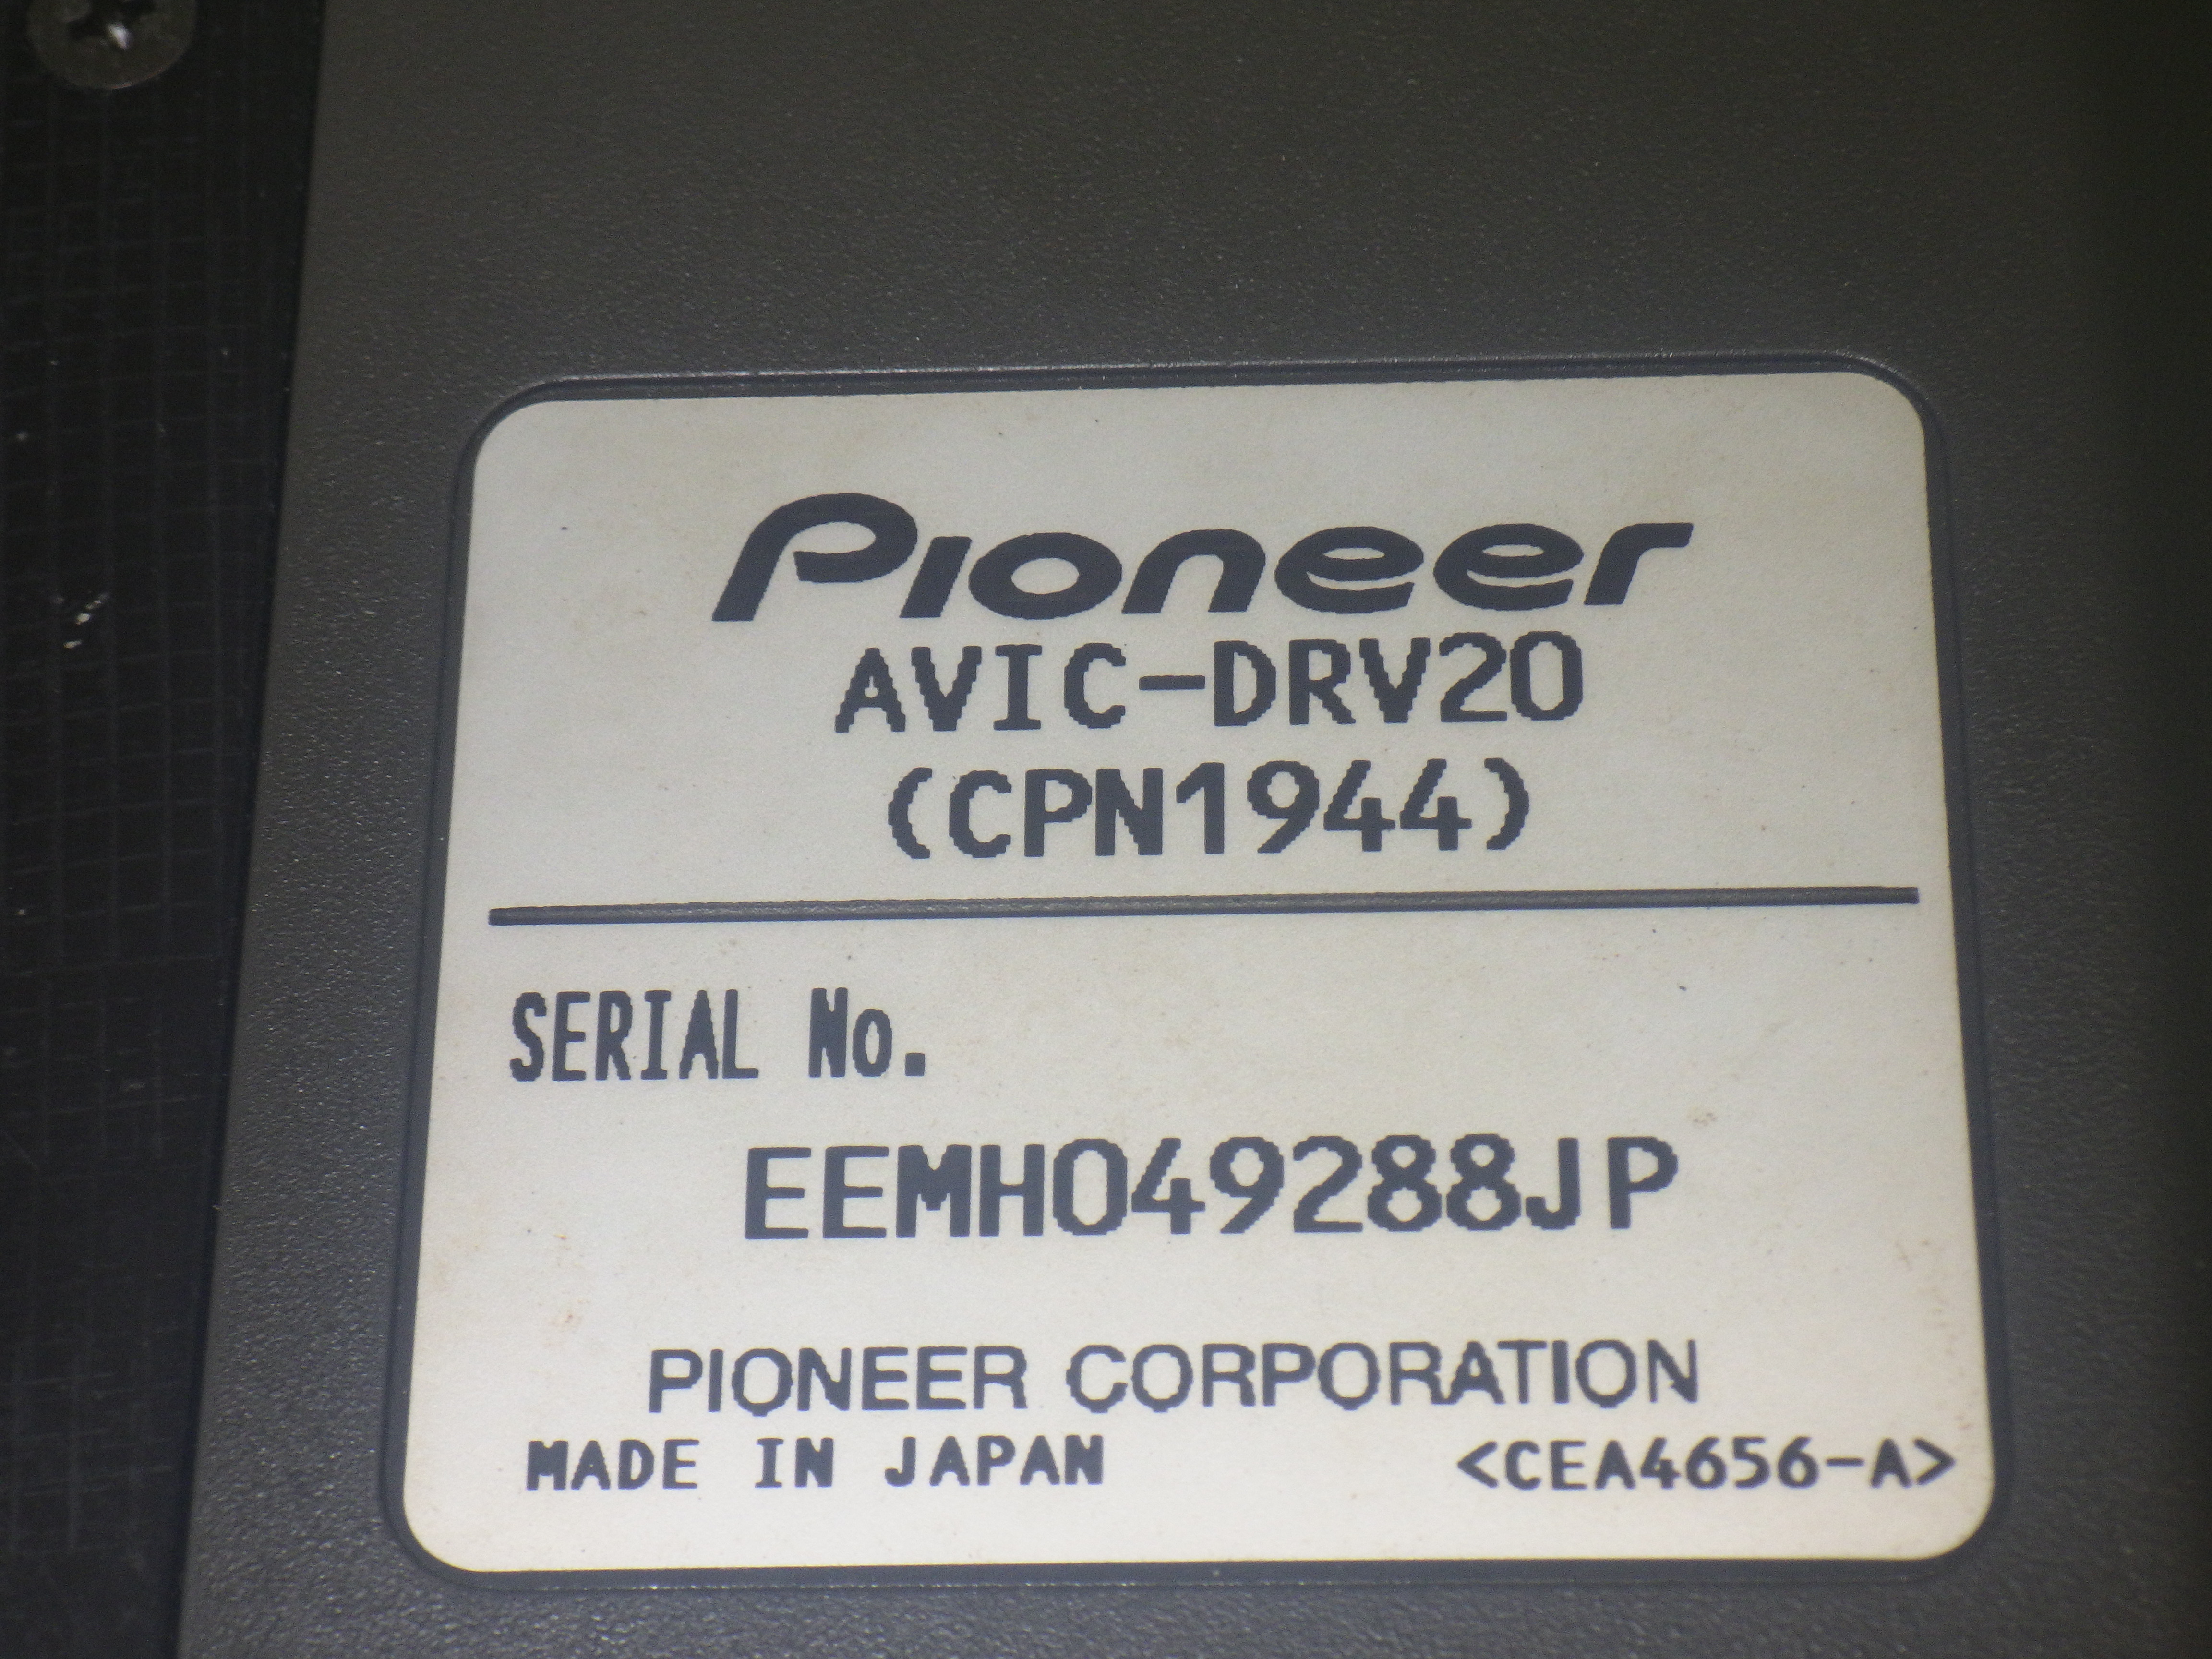 Pioneer
AVIC-DRV20
(CPN1944)
SERIAL No.
EEMH049288JP
PIONEER CORPORATION
MADE IN JAPAN <CEA4656-A>